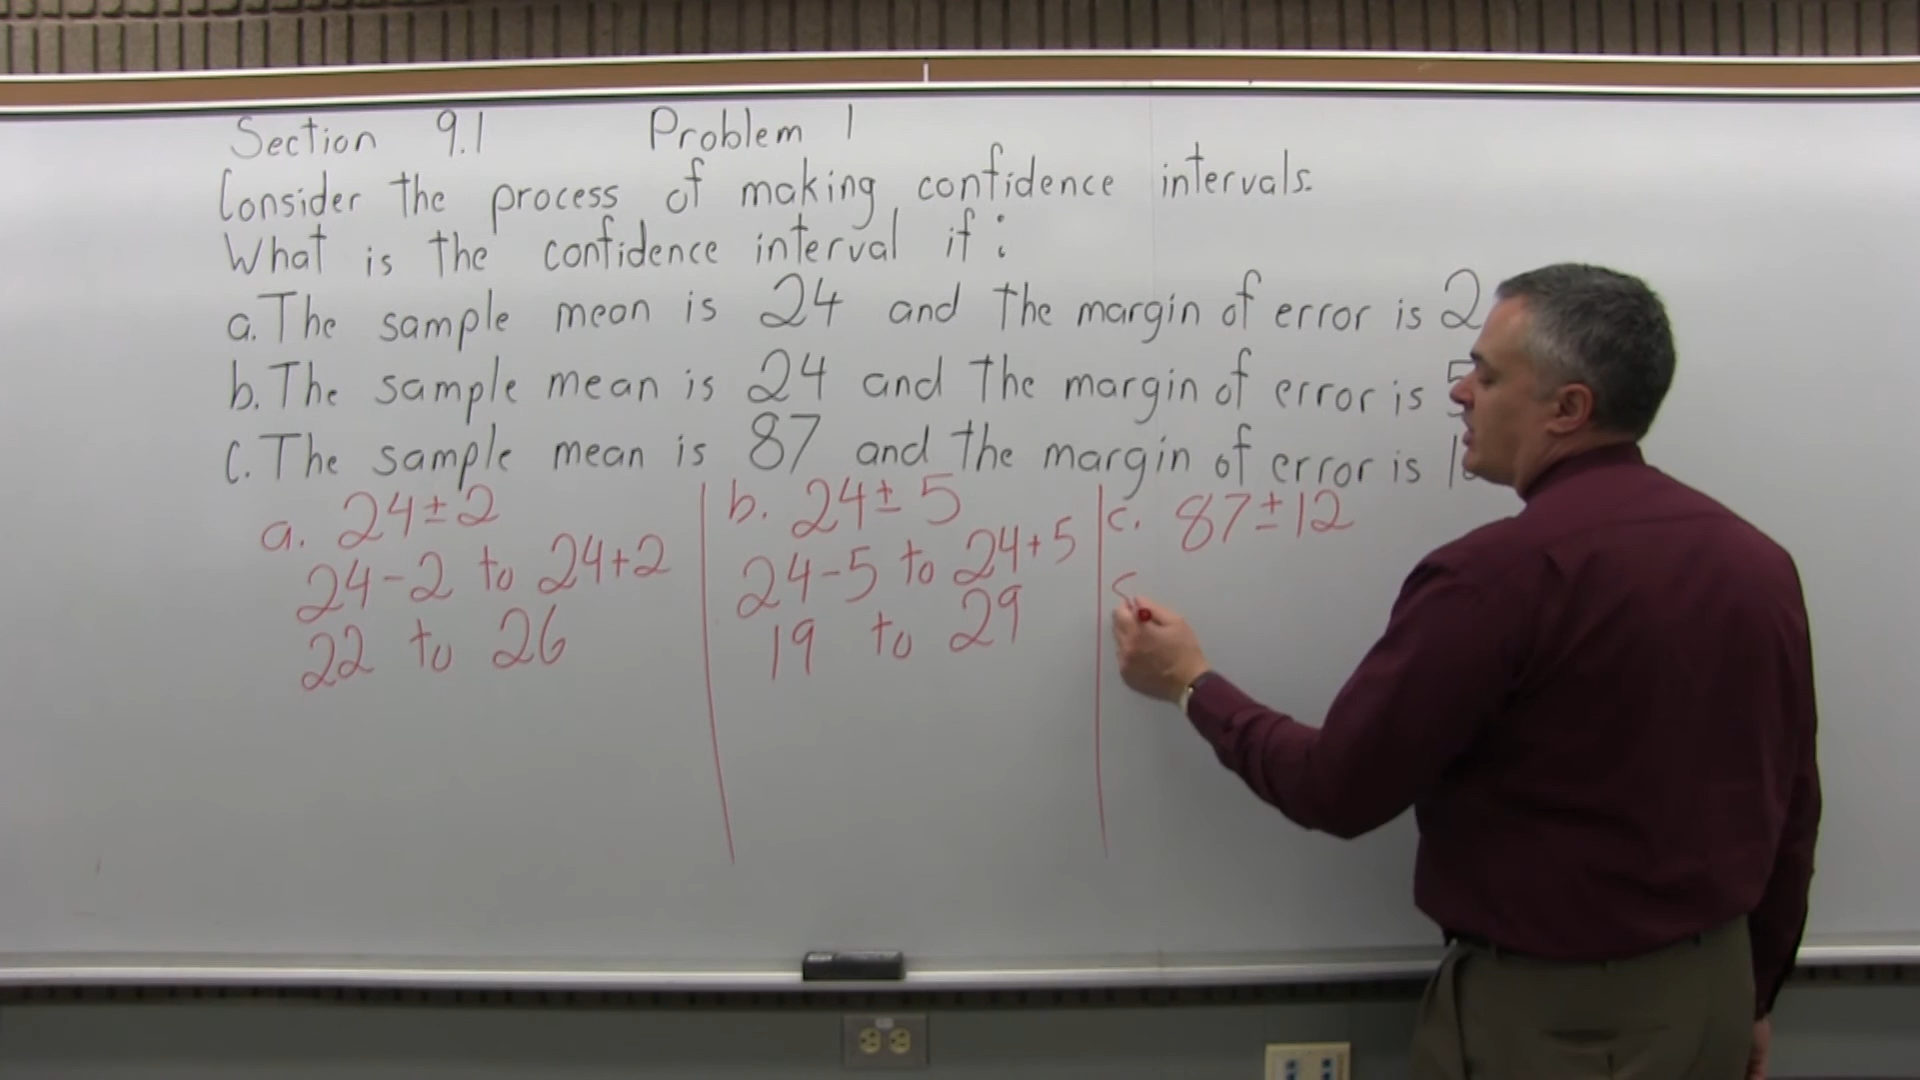 Section 9.1 Problem 1
Consider the process of making confidence intervals.
What is the confidence interval if:
a. The sample mean is 24 and the margin of error is 2
b. The sample mean is 24 and the margin of error is 5
c. The sample mean is 87 and the margin of error is
a. 24±2
24-2 to 24+2
22 to 26
b. 24±5
24-5 to 24+5
19 to 29
c. 87±12